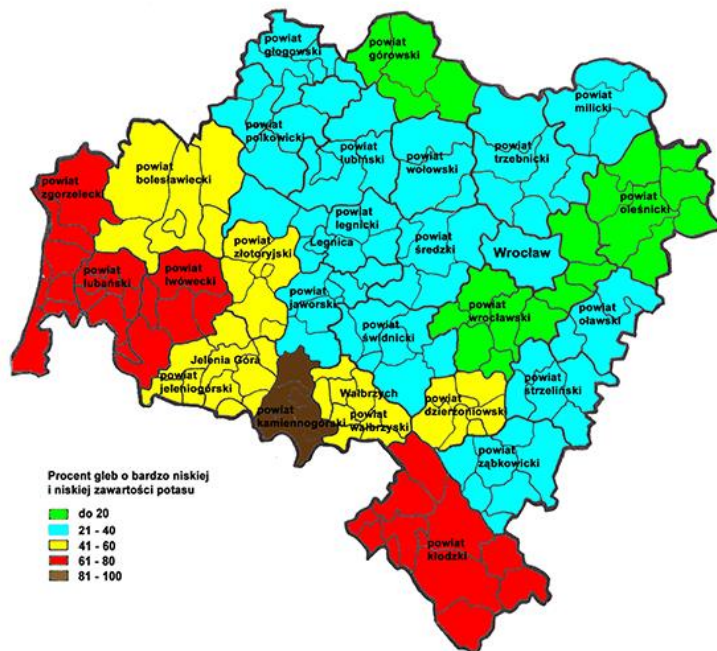 powiat
głogowski
powiat
górowski
powiat
milicki
powiat
polkowicki
powiat
lubiński
powiat
wołowski
powiat
trzebnicki
powiat
zgorzelecki
powiat
bolesławiecki
powiat
oleśnicki
powiat
legnicki
Legnica
powiat
złotoryjski
powiat
średzki
Wrocław
powiat
lubański
powiat
lwówecki
powiat
jaworski
powiat
wrocławski
powiat
oławski
powiat
świdnicki
Jelenia Góra
powiat
jeleniogórski
Wałbrzych
powiat
wałbrzyski
powiat
kamiennogórski
powiat
dzierżoniowski
powiat
strzeliński
powiat
ząbkowicki
powiat
kłodzki
Procent gleb o bardzo niskiej
i niskiej zawartości potasu
do 20
21 - 40
41 - 60
61 - 80
81 - 100